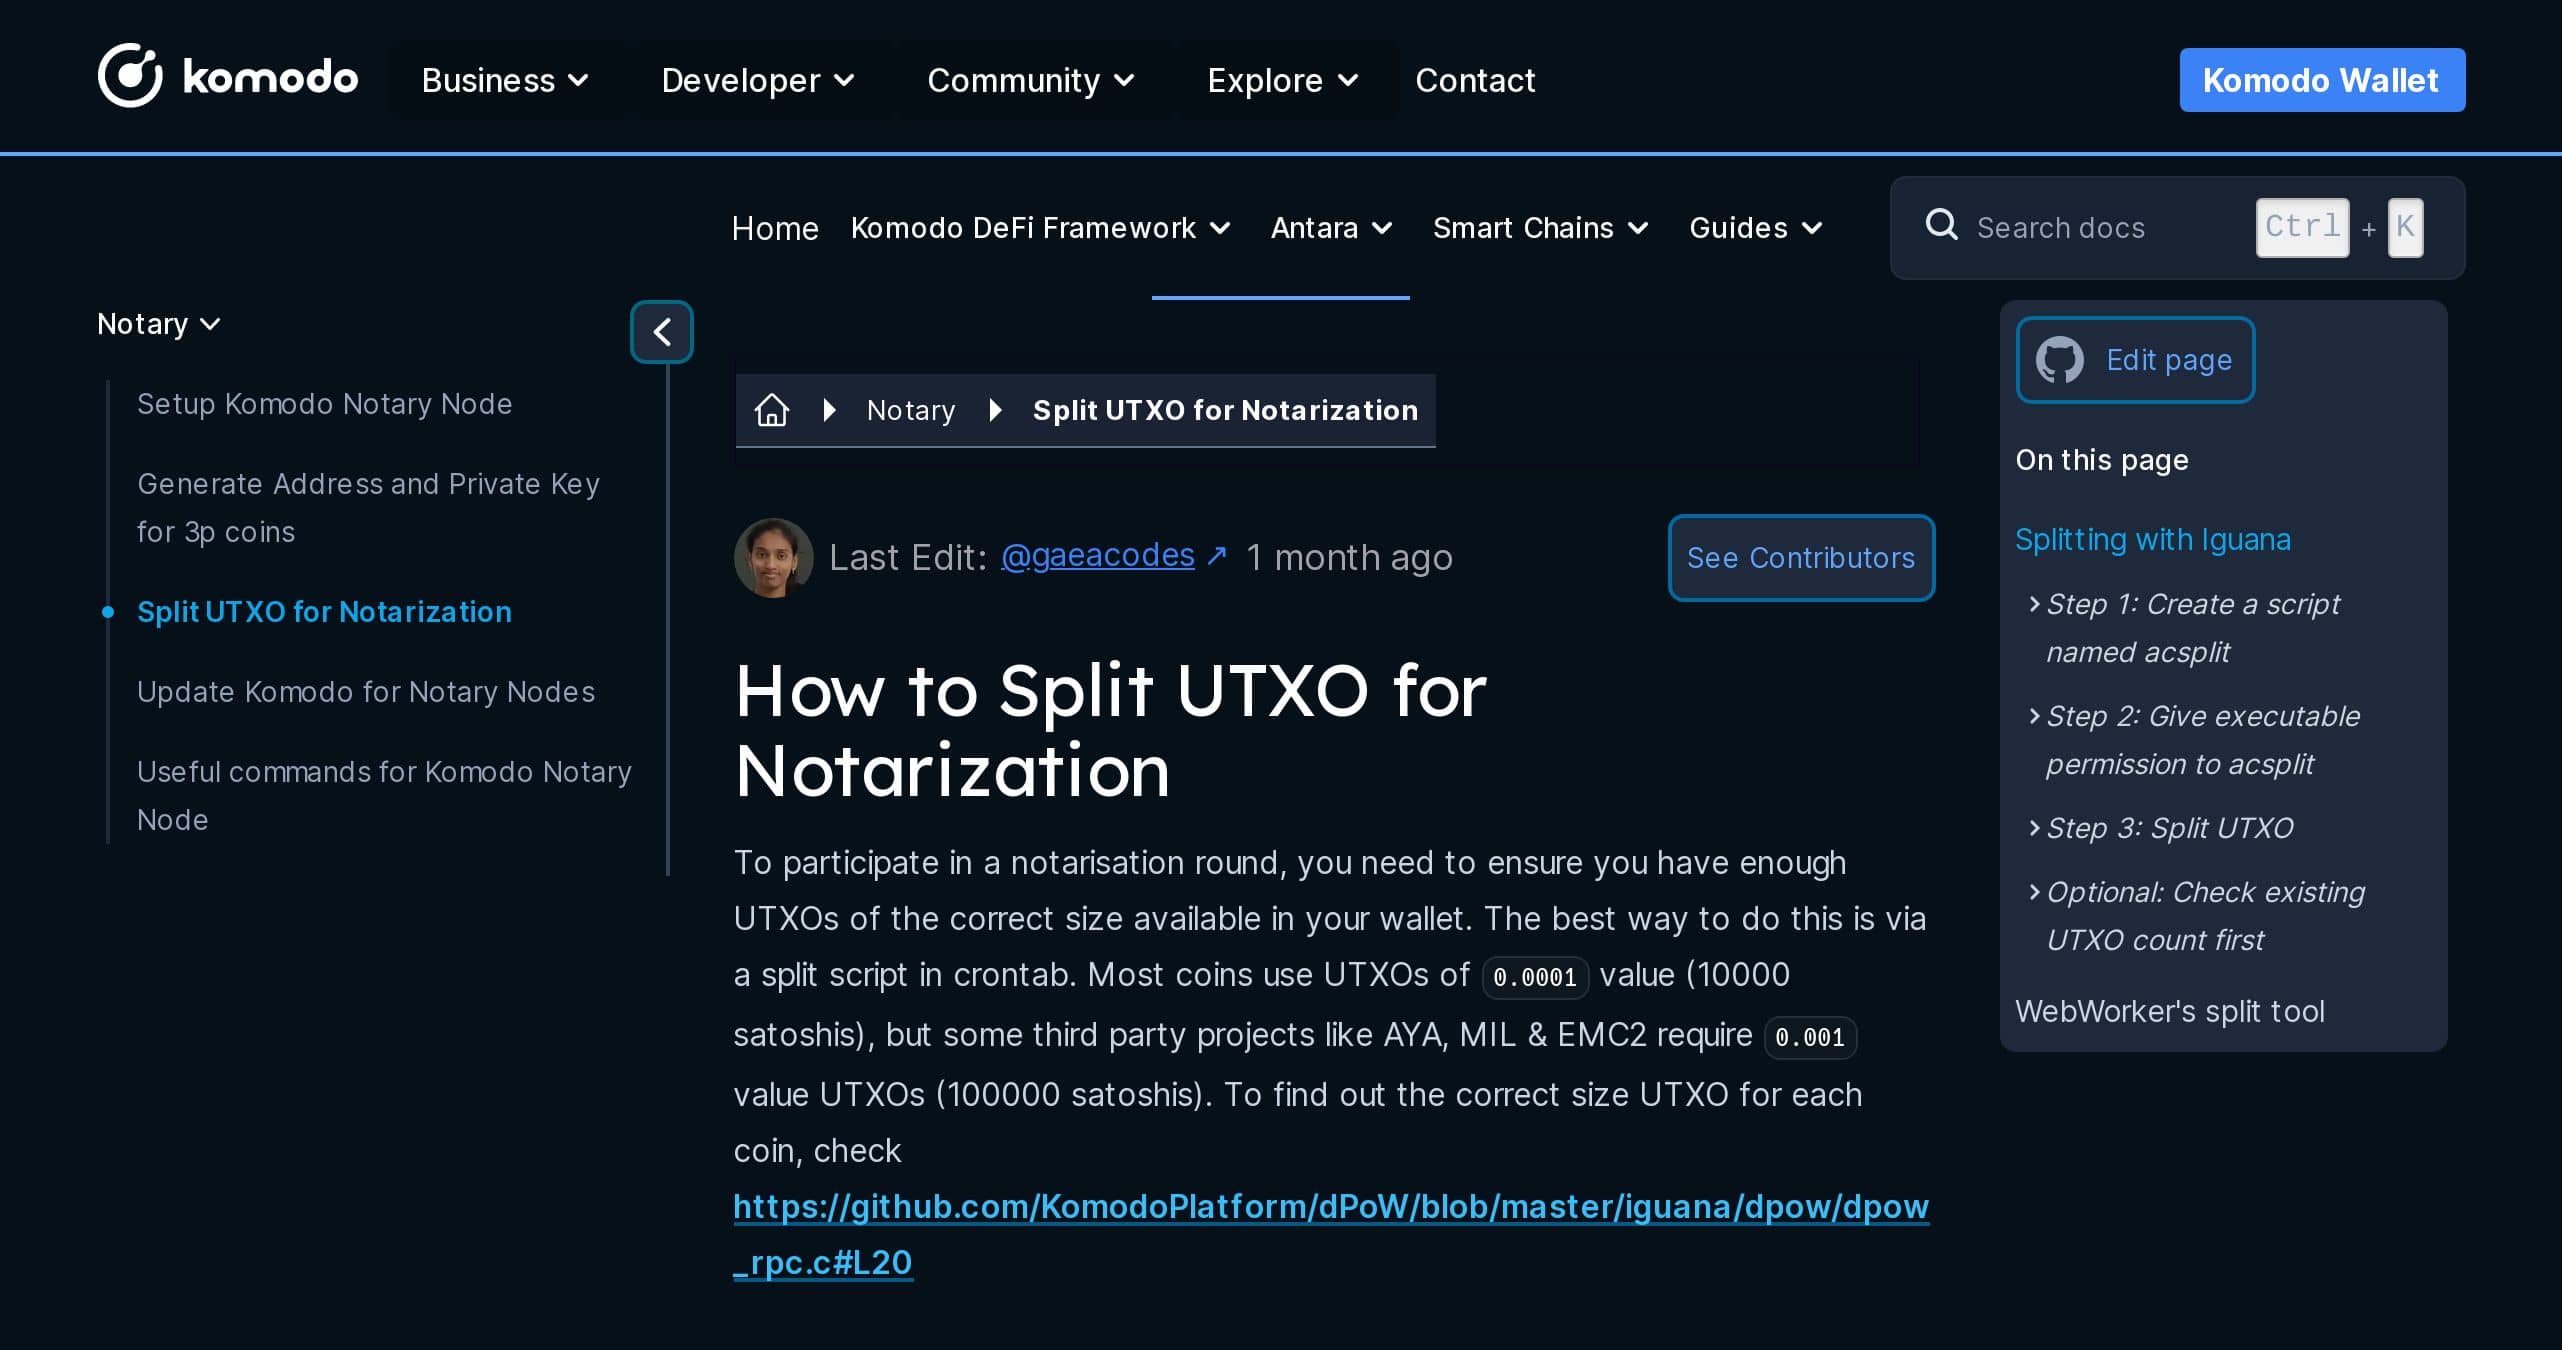 komodo
Business
Developer
Community
Explore
Contact
Komodo Wallet
Home
Komodo DeFi Framework
Antara
Smart Chains
Guides
Search docs
Ctrl + K
Notary
Setup Komodo Notary Node
Generate Address and Private Key
for 3p coins
Split UTXO for Notarization
Update Komodo for Notary Nodes
Useful commands for Komodo Notary
Node
Notary
Split UTXO for Notarization
Last Edit: @gaeacodes ↗ 1 month ago
See Contributors
How to Split UTXO for
Notarization
To participate in a notarisation round, you need to ensure you have enough
UTXOs of the correct size available in your wallet. The best way to do this is via
a split script in crontab. Most coins use UTXOs of 0.0001 value (10000
satoshis), but some third party projects like AYA, MIL & EMC2 require 0.001
value UTXOs (100000 satoshis). To find out the correct size UTXO for each
coin, check
https://github.com/KomodoPlatform/dPoW/blob/master/iguana/dpow/dpow
_rpc.c#L20
Edit page
On this page
Splitting with Iguana
Step 1: Create a script
named acsplit
Step 2: Give executable
permission to acsplit
Step 3: Split UTXO
Optional: Check existing
UTXO count first
WebWorker's split tool